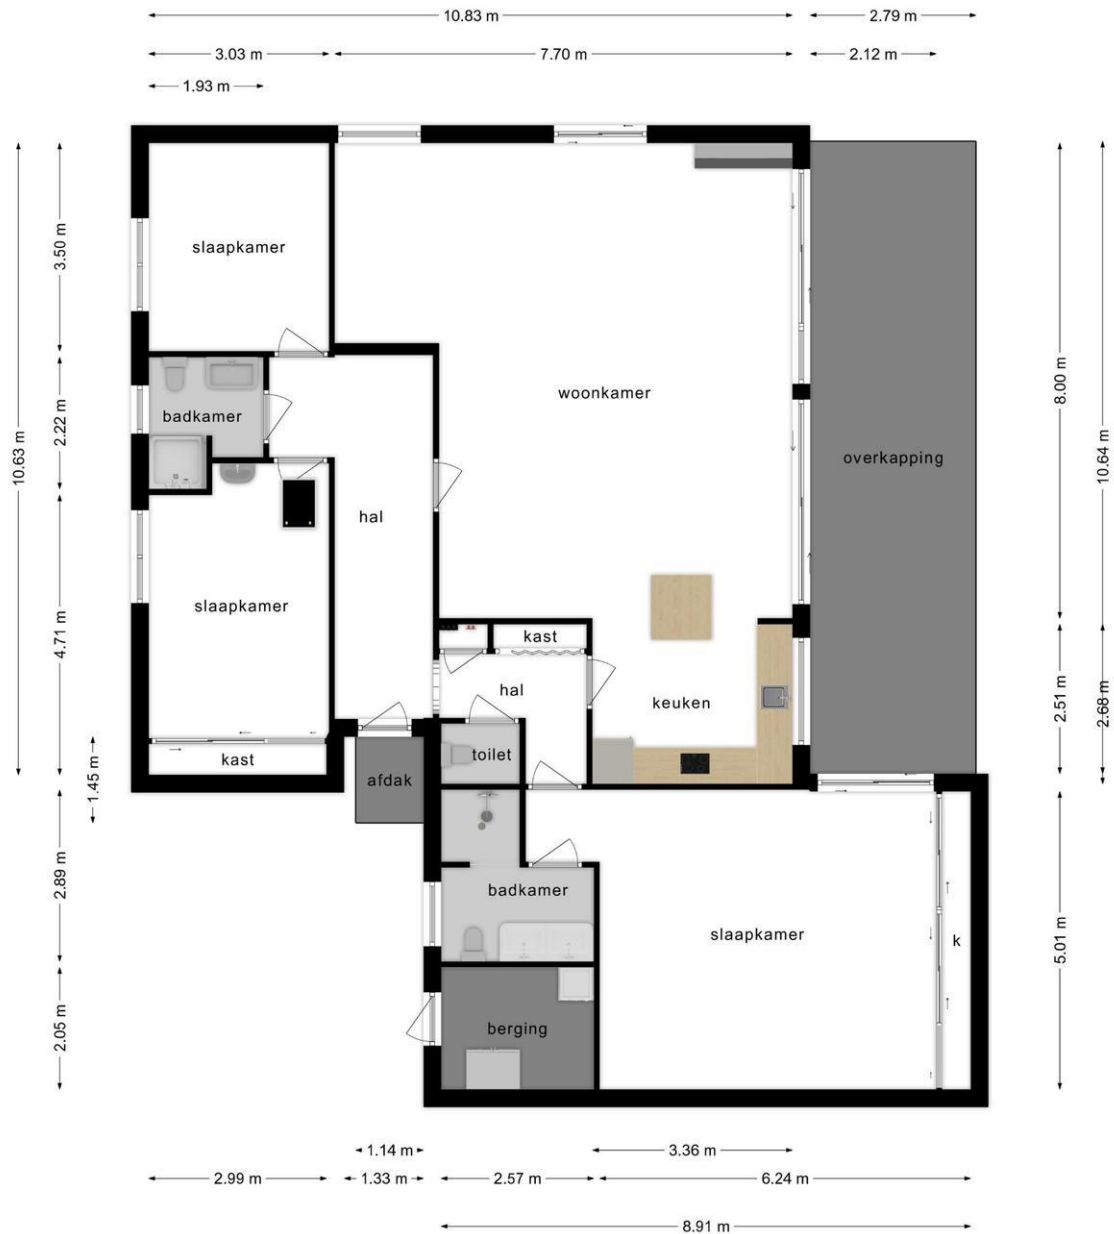 10.83 m
2.79 m
3.03 m
7.70 m
2.12 m
1.93 m
slaapkamer
3.50 m
woonkamer
8.00 m
badkamer
2.22 m
10.63 m
overkapping
10.64 m
hal
slaapkamer
4.71 m
kast
hal
keuken
2.51 m
2.68 m
toilet
kast
afdak
1.45 m
badkamer
2.89 m
slaapkamer
k
5.01 m
berging
2.05 m
1.14 m
3.36 m
2.99 m
1.33 m
2.57 m
6.24 m
8.91 m